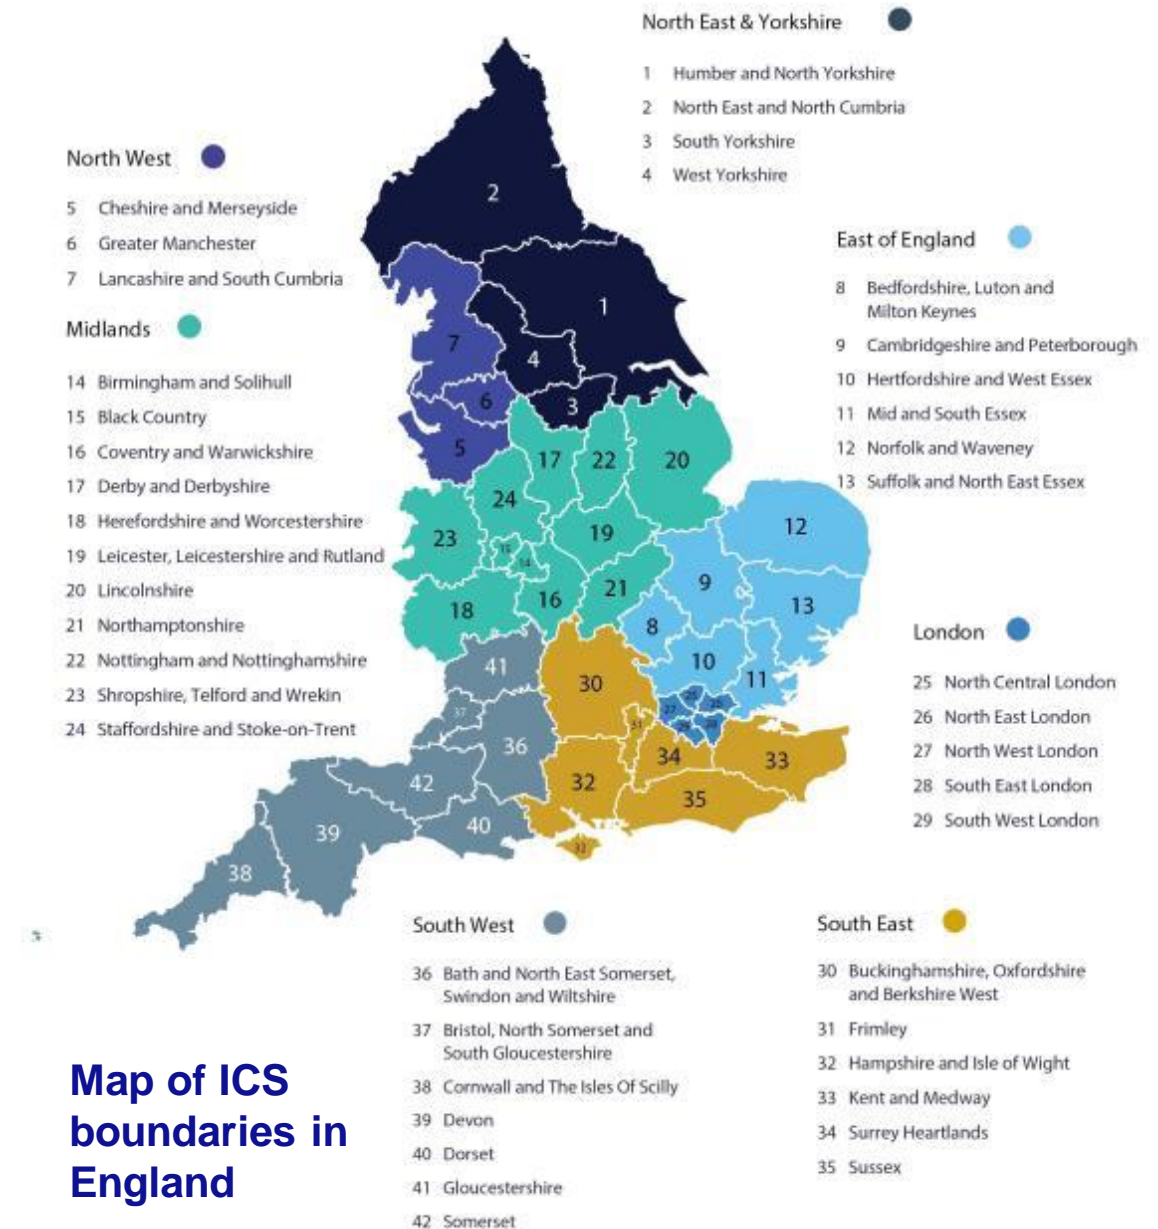 North East & Yorkshire
1 Humber and North Yorkshire
2 North East and North Cumbria
3 South Yorkshire
4 West Yorkshire
North West
5 Cheshire and Merseyside
6 Greater Manchester
7 Lancashire and South Cumbria
Midlands
14 Birmingham and Solihull
15 Black Country
16 Coventry and Warwickshire
17 Derby and Derbyshire
18 Herefordshire and Worcestershire
19 Leicester, Leicestershire and Rutland
20 Lincolnshire
21 Northamptonshire
22 Nottingham and Nottinghamshire
23 Shropshire, Telford and Wrekin
24 Staffordshire and Stoke-on-Trent
East of England
8 Bedfordshire, Luton and
Milton Keynes
9 Cambridgeshire and Peterborough
10 Hertfordshire and West Essex
11 Mid and South Essex
12 Norfolk and Waveney
13 Suffolk and North East Essex
London
25 North Central London
26 North East London
27 North West London
28 South East London
29 South West London
2
1
7
4
6
3
5
17
22
20
24
23
19
12
15
14
9
21
16
18
13
8
10
41
11
30
25
26
27
37
31
29
28
36
34
33
42
32
35
40
39
32
38
South West
36 Bath and North East Somerset,
Swindon and Wiltshire
37 Bristol, North Somerset and
South Gloucestershire
38 Cornwall and The Isles Of Scilly
39 Devon
40 Dorset
41 Gloucestershire
42 Somerset
South East
30 Buckinghamshire, Oxfordshire
and Berkshire West
31 Frimley
32 Hampshire and Isle of Wight
33 Kent and Medway
34 Surrey Heartlands
35 Sussex
Map of ICS
boundaries in
England